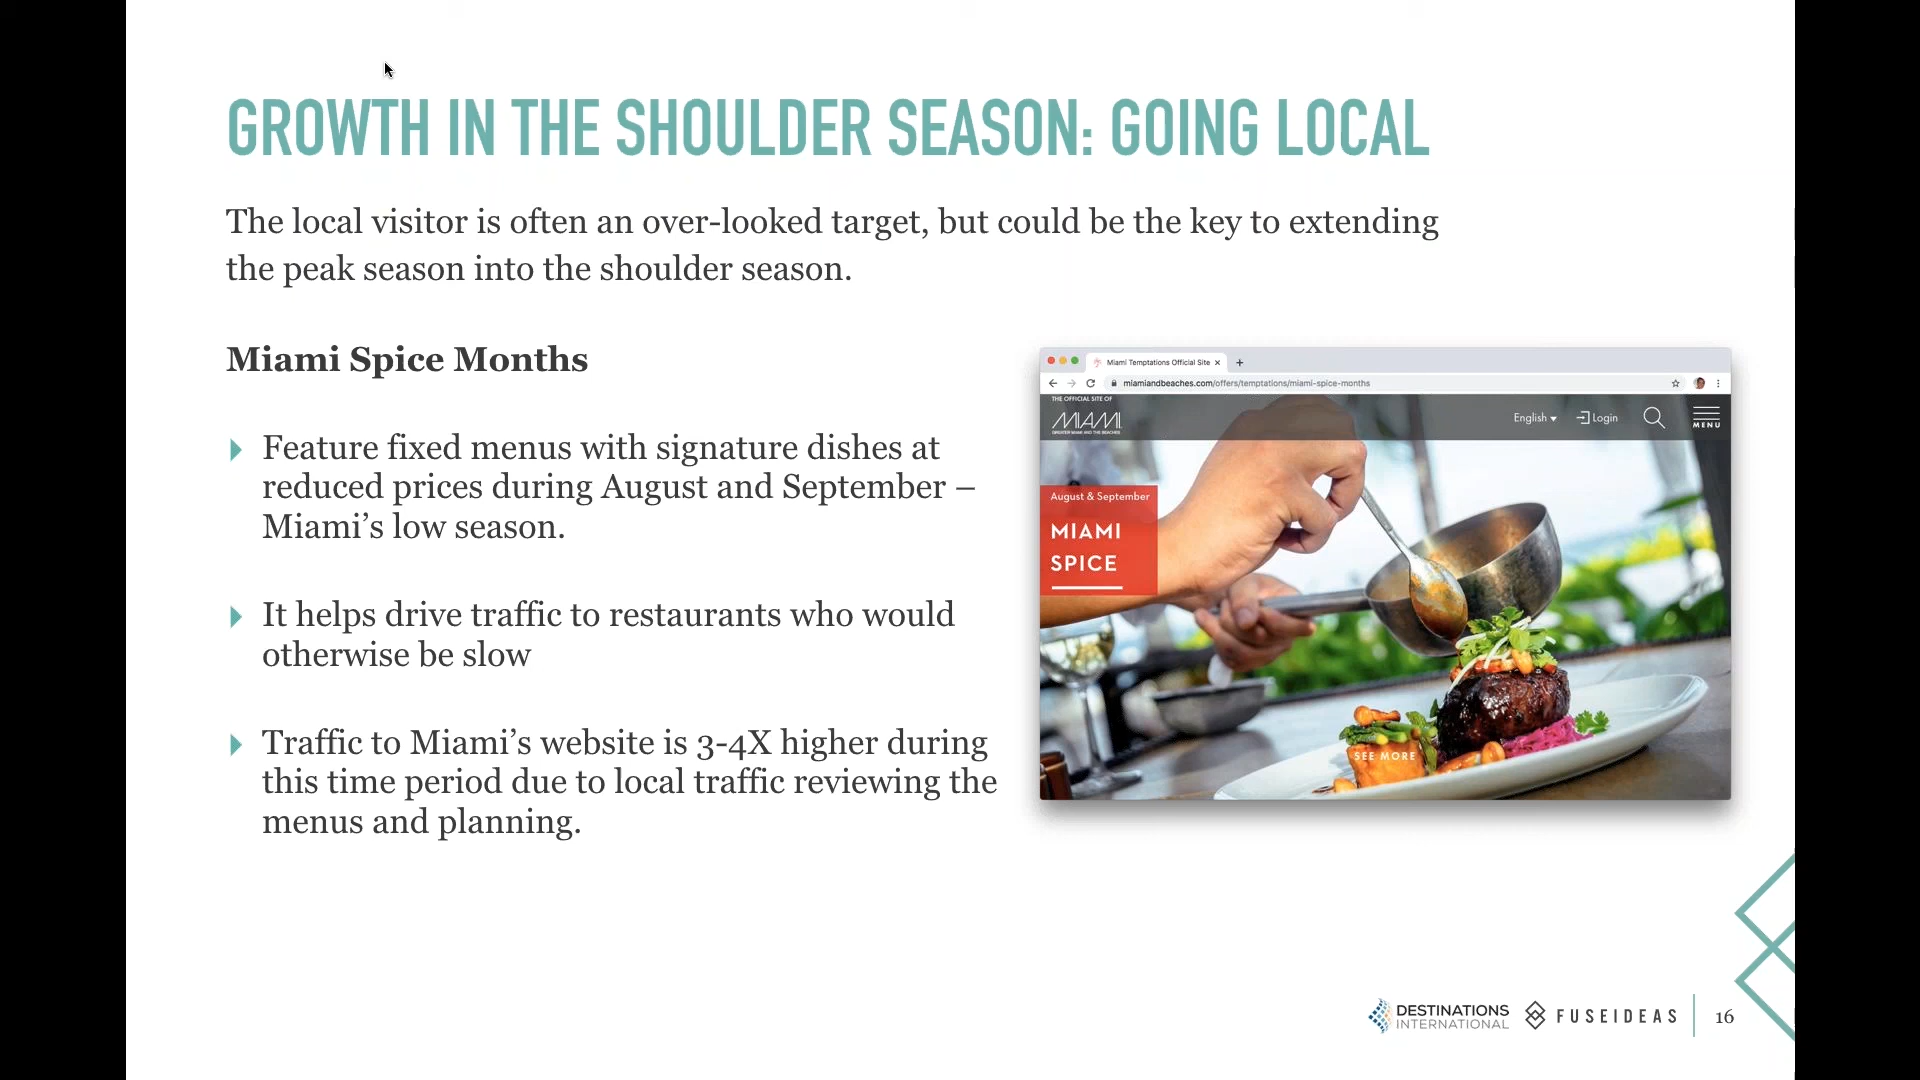 GROWTH IN THE SHOULDER SEASON: GOING LOCAL
The local visitor is often an over-looked target, but could be the key to extending
the peak season into the shoulder season.
Miami Spice Months
Feature fixed menus with signature dishes at
reduced prices during August and September –
Miami’s low season.
It helps drive traffic to restaurants who would
otherwise be slow
Traffic to Miami’s website is 3-4X higher during
this time period due to local traffic reviewing the
menus and planning.
Miami Temptations Official Site
miamiandbeaches.com/offers/temptations/miami-spice-months
THE OFFICIAL SITE OF
MIAMI
GREATER MIAMI AND THE BEACHES
English
Login
MENU
August & September
MIAMI
SPICE
SEE MORE
DESTINATIONS
INTERNATIONAL
FUSEIDEAS
16